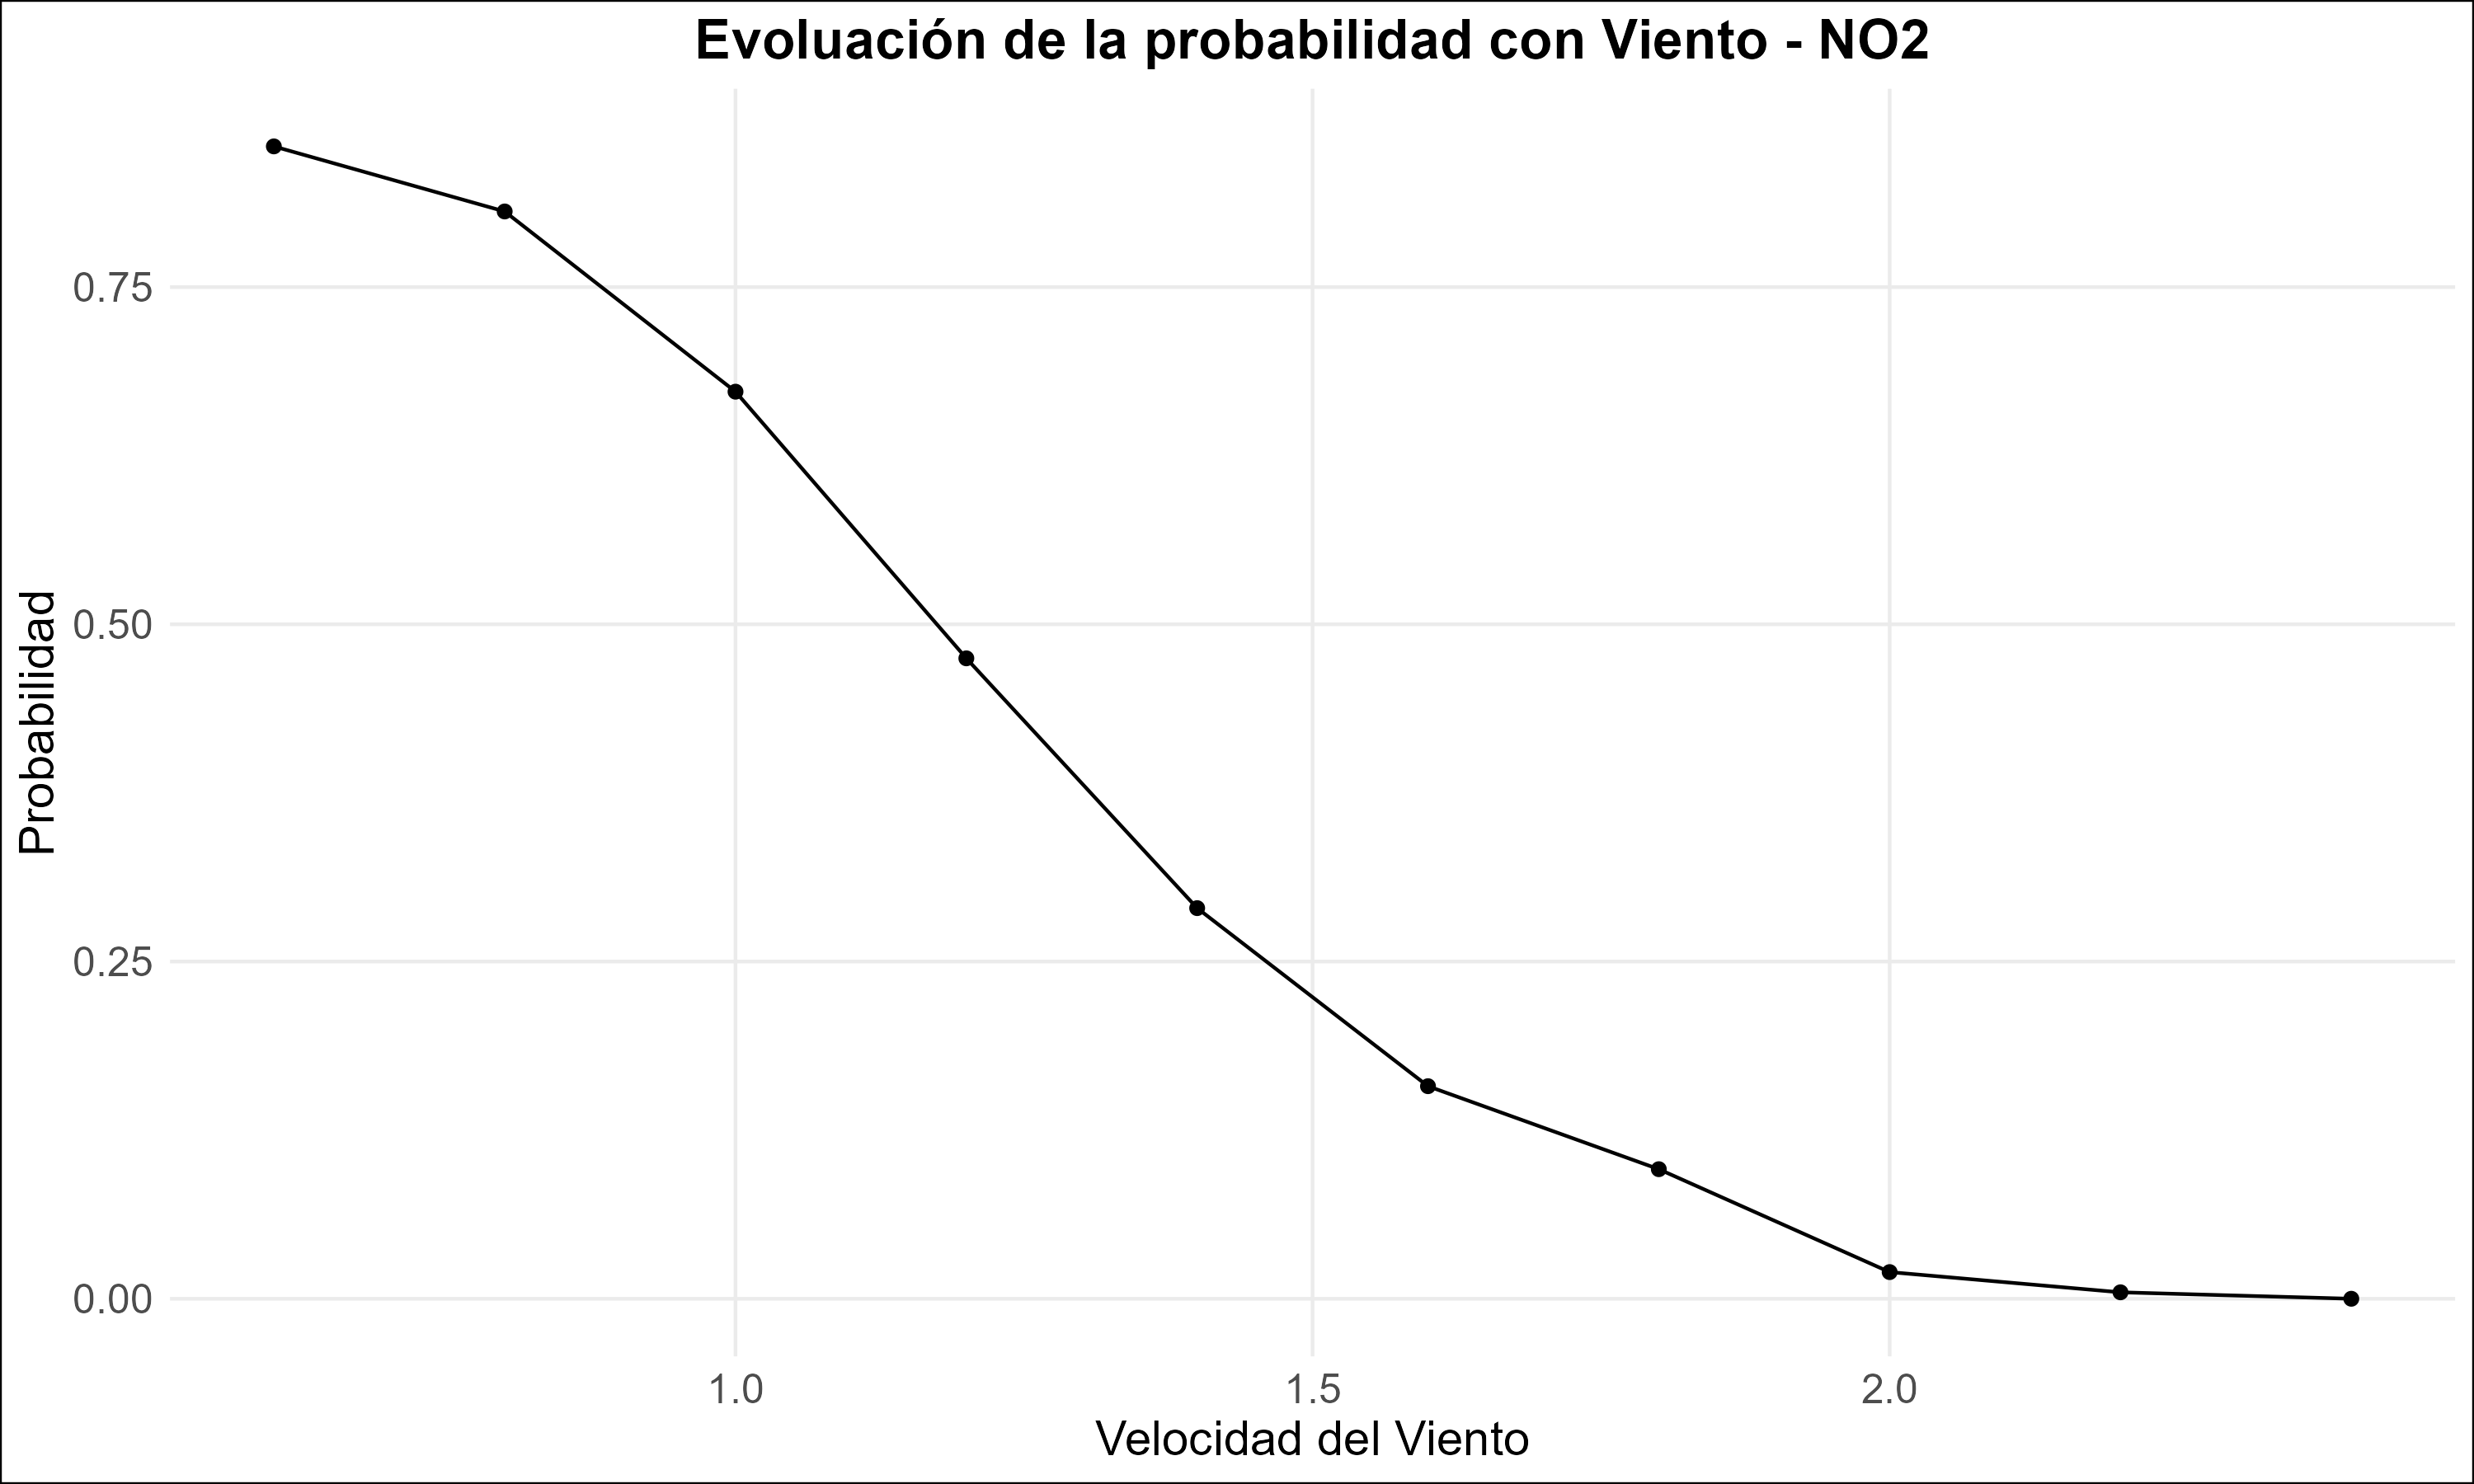 Evolución de la probabilidad con Viento - NO2
Probabilidad
0.75
0.50
0.25
0.00
1.0
1.5
2.0
Velocidad del Viento